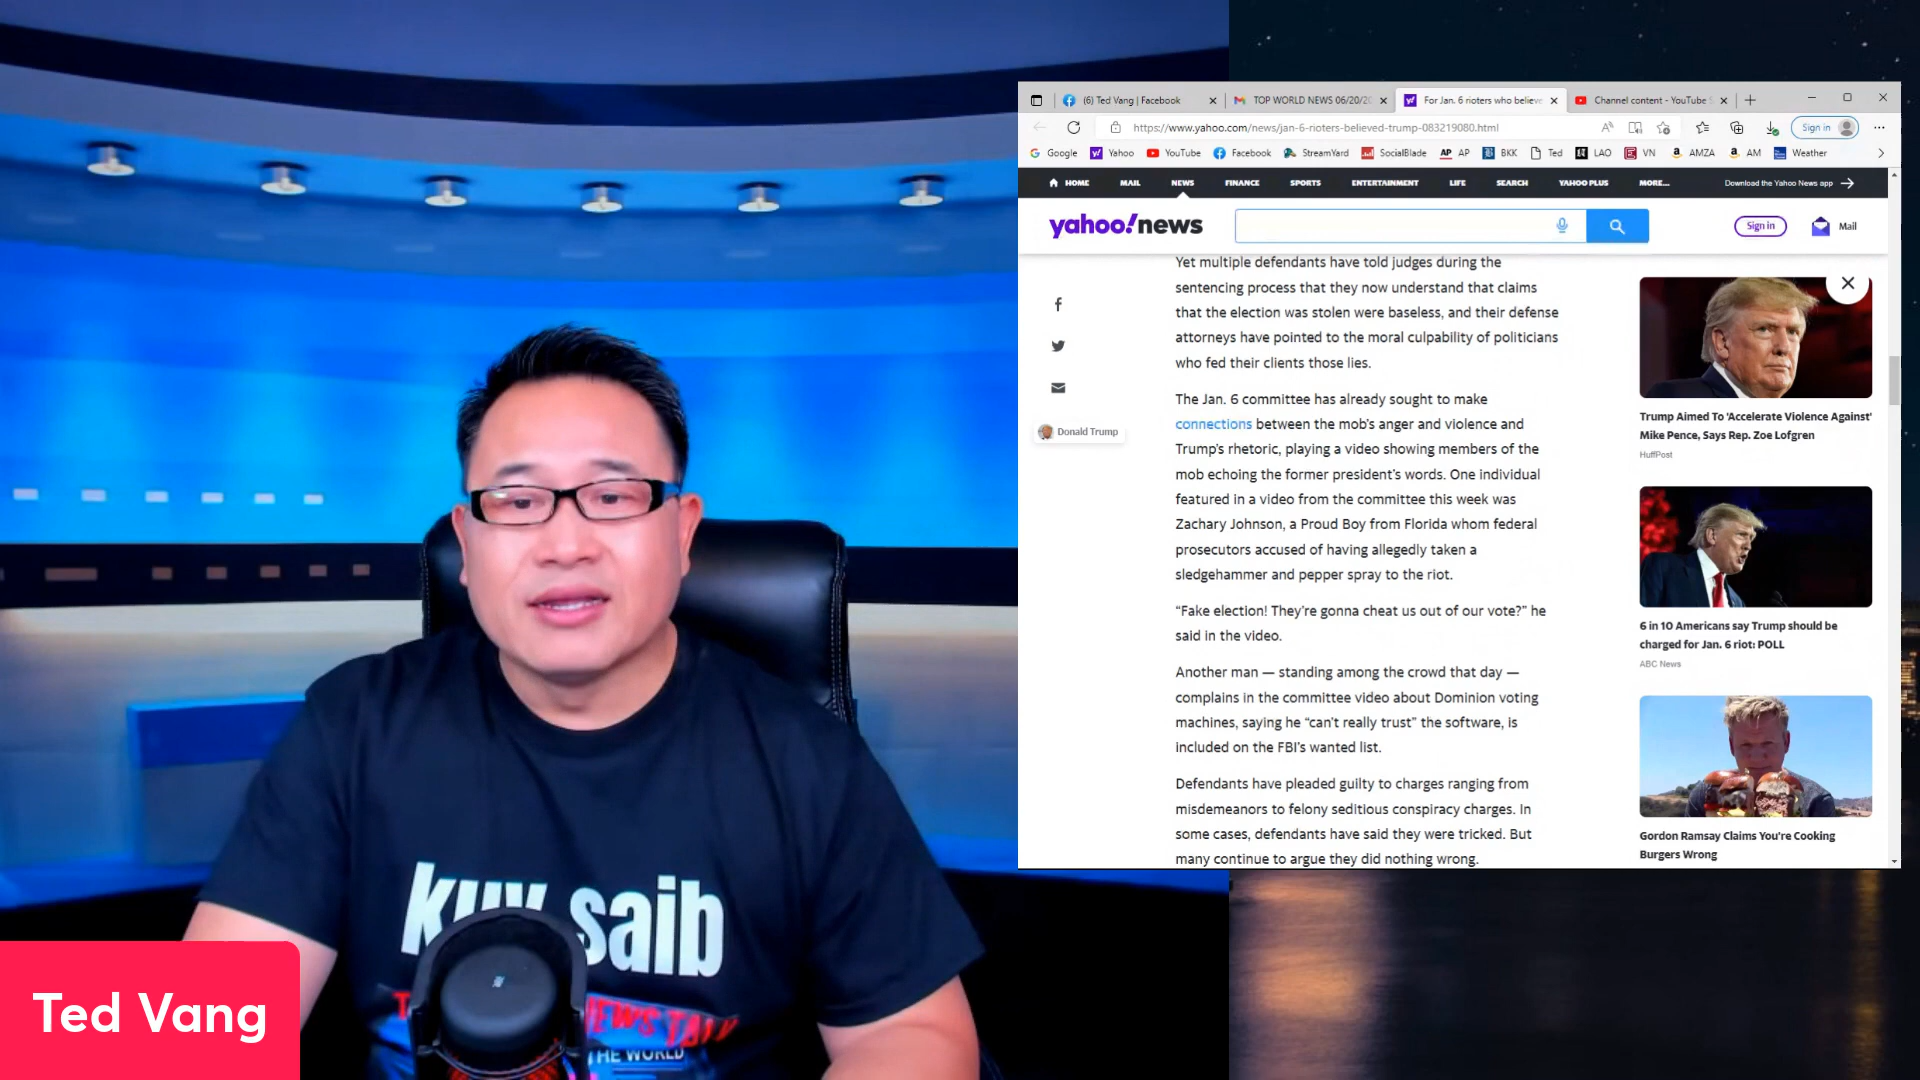 (6) Ted Vang | Facebook
TOP WORLD NEWS 06/20/20
For Jan. 6 rioters who believe
Channel content - YouTube S
https://www.yahoo.com/news/jan-6-rioters-believed-trump-083219080.html
Sign in
Google
Yahoo
YouTube
Facebook
StreamYard
SocialBlade
AP AP
BKK
Ted
LAO
VN
AMZA
AM
Weather
HOME
MAIL
NEWS
FINANCE
SPORTS
ENTERTAINMENT
LIFE
SEARCH
YAHOO PLUS
MORE...
Download the Yahoo News app
yahoo!news
Sign in
Mail
Yet multiple defendants have told judges during the
sentencing process that they now understand that claims
that the election was stolen were baseless, and their defense
attorneys have pointed to the moral culpability of politicians
who fed their clients those lies.
Donald Trump
The Jan. 6 committee has already sought to make
connections between the mob's anger and violence and
Trump's rhetoric, playing a video showing members of the
mob echoing the former president's words. One individual
featured in a video from the committee this week was
Zachary Johnson, a Proud Boy from Florida whom federal
prosecutors accused of having allegedly taken a
sledgehammer and pepper spray to the riot.
“Fake election! They're gonna cheat us out of our vote?” he
said in the video.
Another man — standing among the crowd that day —
complains in the committee video about Dominion voting
machines, saying he “can't really trust” the software, is
included on the FBI's wanted list.
Defendants have pleaded guilty to charges ranging from
misdemeanors to felony seditious conspiracy charges. In
some cases, defendants have said they were tricked. But
many continue to argue they did nothing wrong.
Trump Aimed To 'Accelerate Violence Against'
Mike Pence, Says Rep. Zoe Lofgren
HuffPost
6 in 10 Americans say Trump should be
charged for Jan. 6 riot: POLL
ABC News
Gordon Ramsay Claims You're Cooking
Burgers Wrong
saib
THE WORLD
Ted Vang